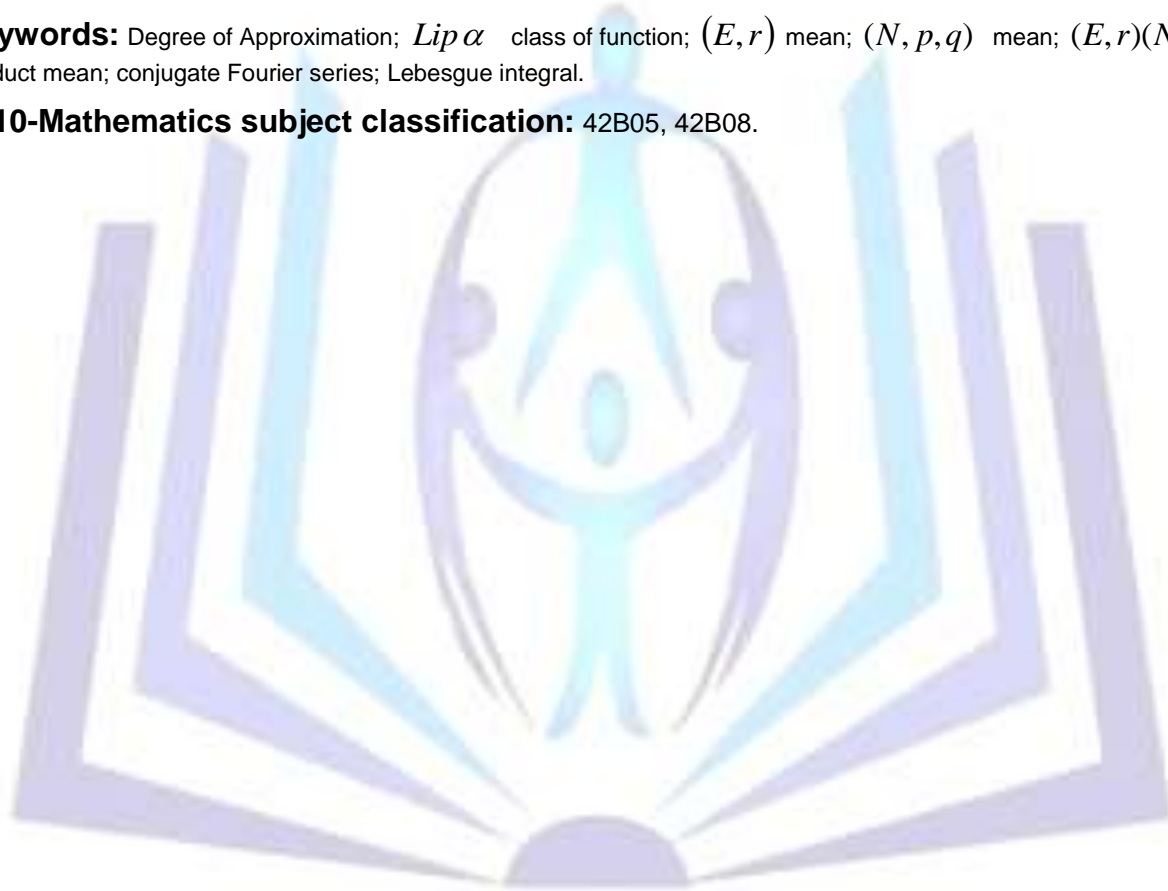 ywords: Degree of Approximation; Lip α class of function; (E, r) mean; (N, p, q) mean; (E, r)(N
duct mean; conjugate Fourier series; Lebesgue integral.
10-Mathematics subject classification: 42B05, 42B08.